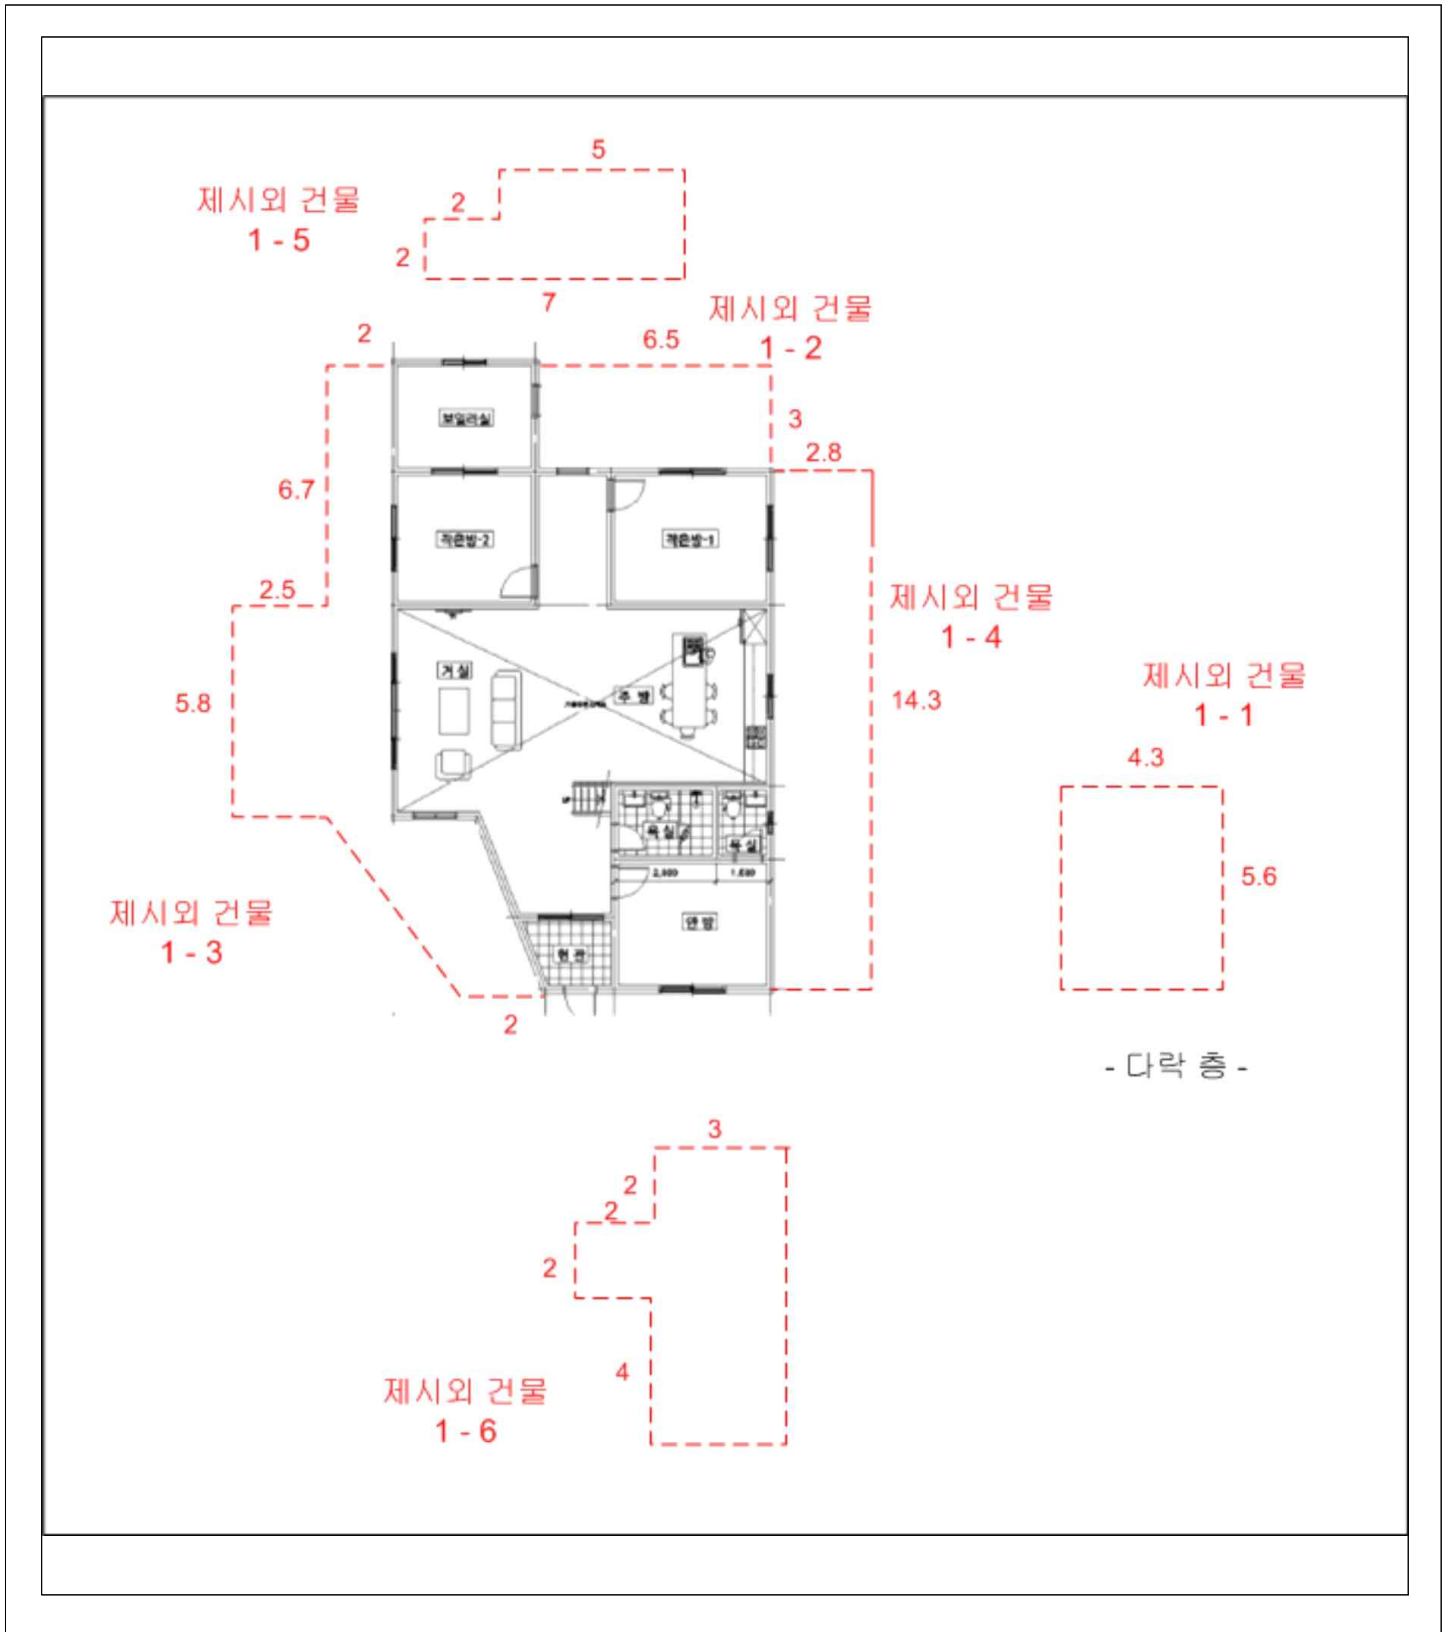 5
제시외 건물
1 - 5
2
2
7
제시외 건물
1 - 2
2
6.5
3
2.8
보일러실
6.7
작은방-2
작은방-1
2.5
제시외 건물
1 - 4
거실
주방
5.8
14.3
제시외 건물
1 - 1
4.3
욕실
욕실
5.6
안방
제시외 건물
1 - 3
현관
2
- 다락 층 -
3
2
2
2
4
제시외 건물
1 - 6